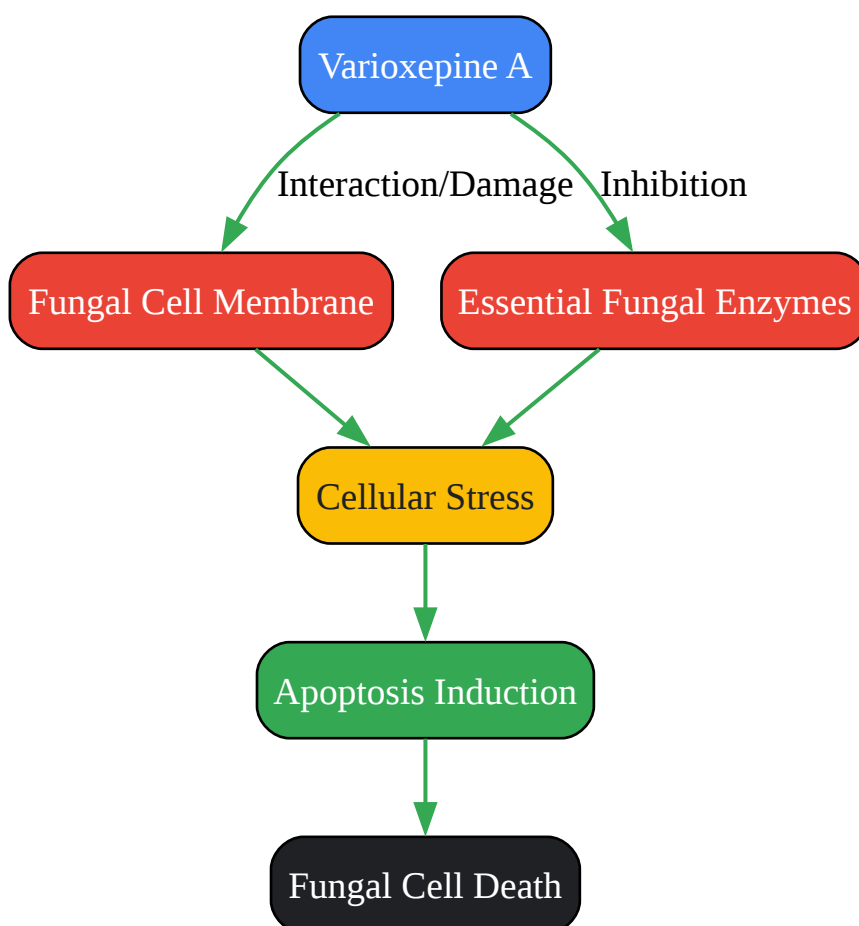 Varioxepine A
Interaction/Damage
Inhibition
Fungal Cell Membrane
Essential Fungal Enzymes
Cellular Stress
Apoptosis Induction
Fungal Cell Death